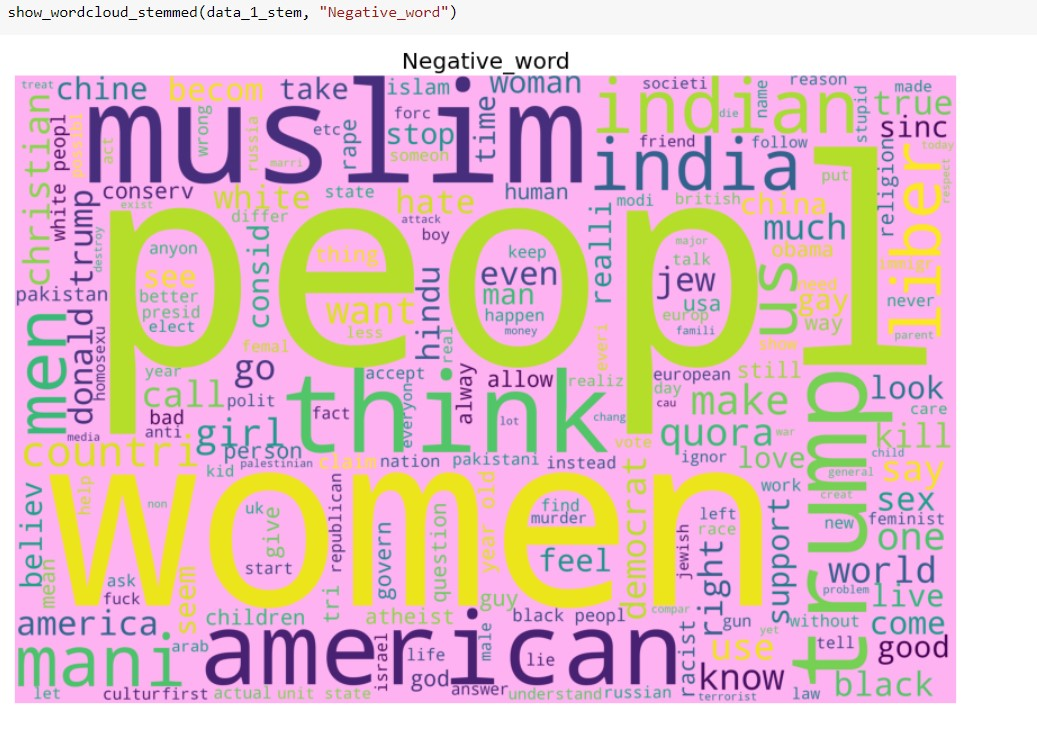 show_wordcloud_stemmed(data_1_stem, "Negative_word")
Negative_word
treat chine becom take islam woman societi name reason made
muslim indian stupid true
christian white peopl possibl act wrong russia etc rape forc stop someon time die sinc
marri friend follow today
conserv white state hate human india put religion respect
exist differ attack boy modi british china much liber
trump destroy anyon consid thing keep realli major talk obama immigr
peopl
see want hindu even man jew usa us need gay never
pakistan better presid elect less happen money europ famili way parent
men donald homosexu femal real everi show
year go accept alway allow realiz european still look
call polit think day make care
bad anti fact everyon lot cau chang
media girl quora war kill
countri person claim nation pakistani instead vote ignor love child say
kid palestinian general
women
believ help non uk give republican govern question year old find murder feel democrat left race work creat sex
start jewish right support new feminist one
mean ask fuck seem tri guy compar gun yet problem world live
america children atheist black peopl without come
american trump
mani arab israel life god male lie racist use tell good
know
let culturfirst actual unit state answer understand russian terrorist law black